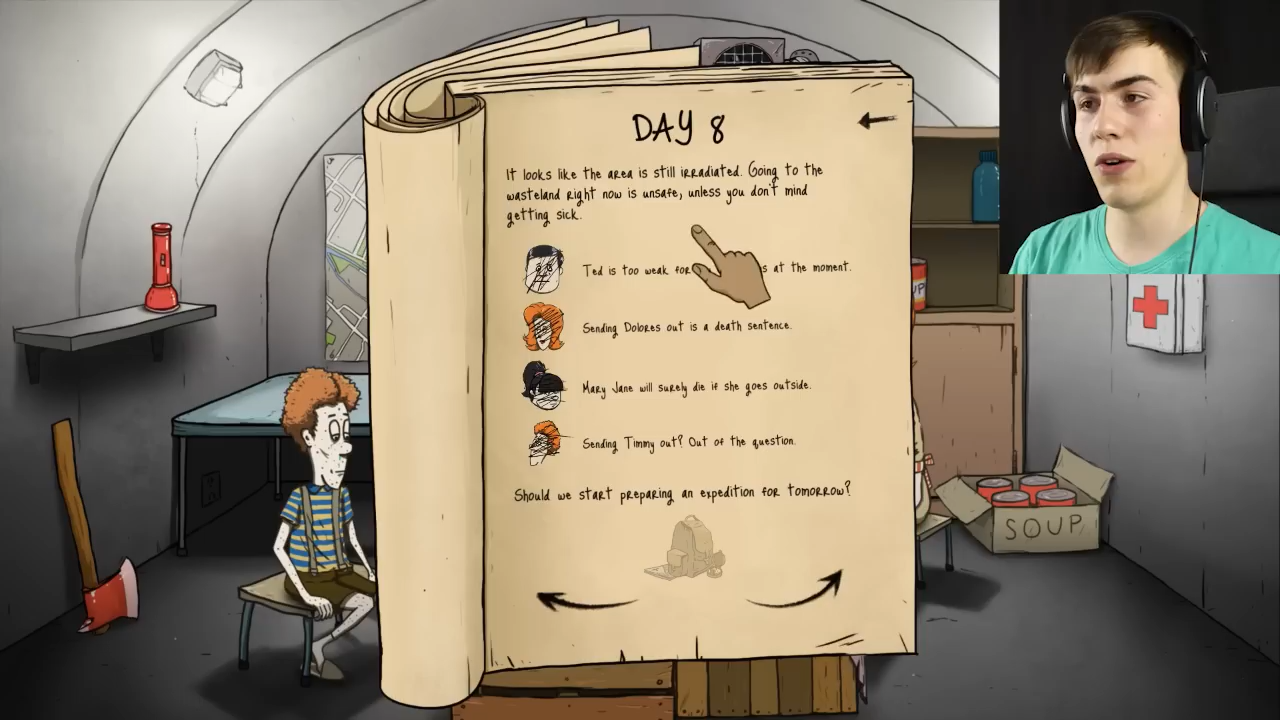 DAY 8
It looks like the area is still irradiated. Going to the
wasteland right now is unsafe, unless you don't mind
getting sick.
Ted is too weak for at the moment.
Sending Dolores out is a death sentence.
Mary Jane will surely die if she goes outside.
Sending Timmy out? Out of the question.
Should we start preparing an expedition for tomorrow?
SOUP